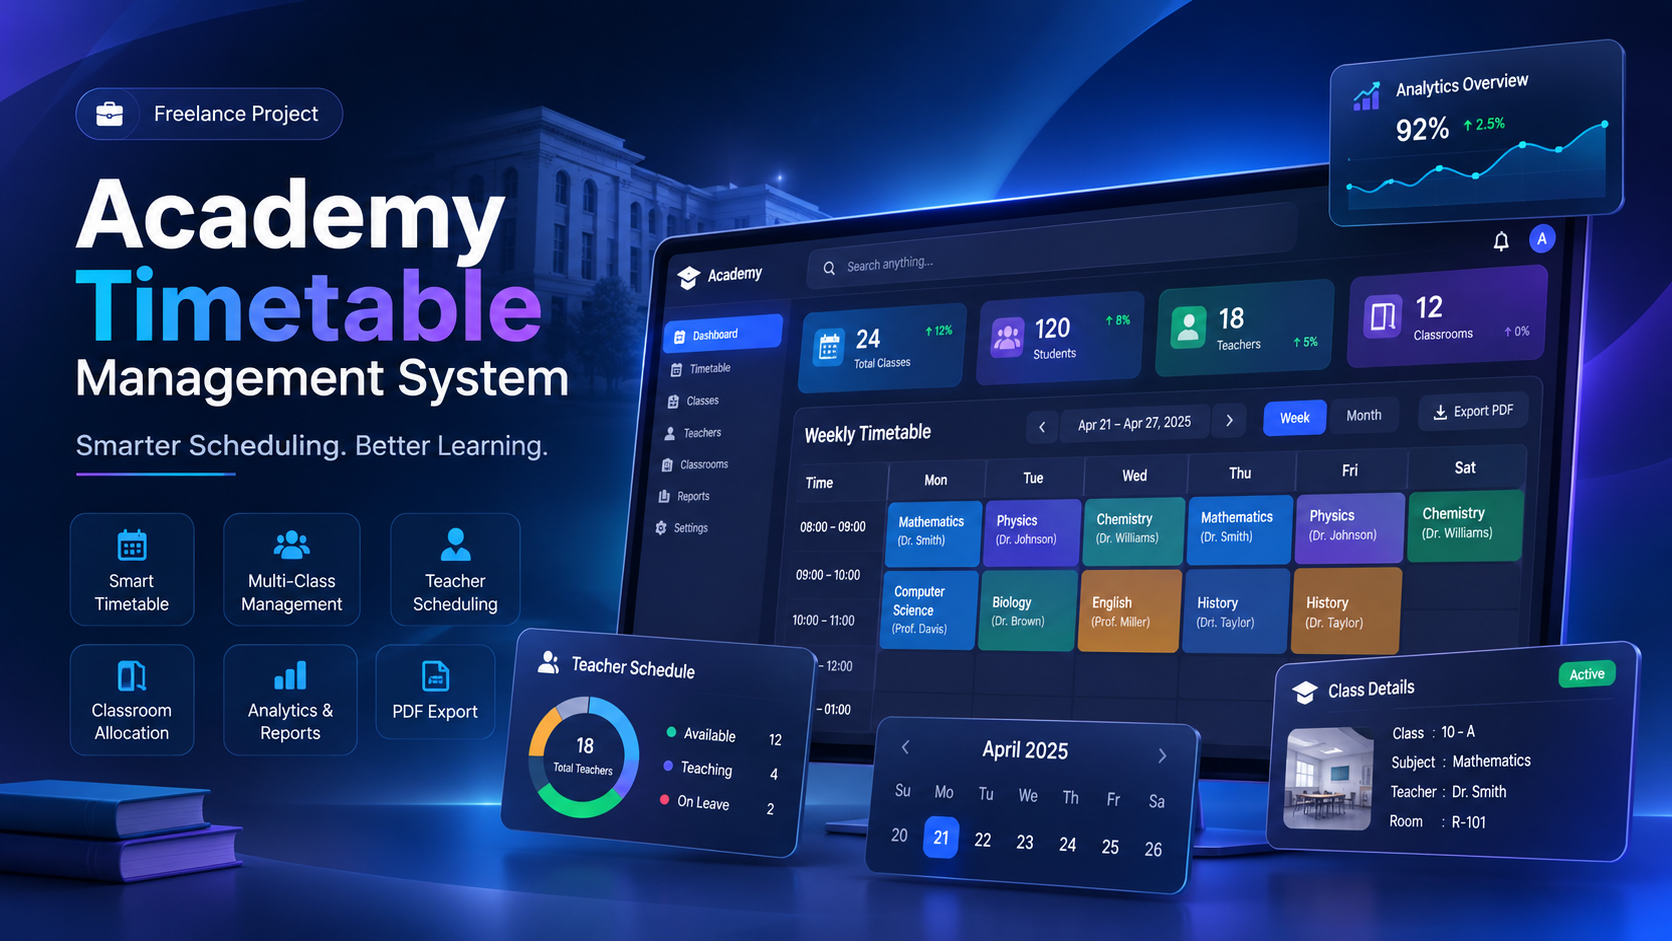 Freelance Project
Academy
Timetable
Management System
Smarter Scheduling. Better Learning.
Smart
Timetable
Multi-Class
Management
Teacher
Scheduling
Classroom
Allocation
Analytics &
Reports
PDF Export
Analytics Overview
92% ↑ 2.5%
Academy
Search anything...
A
Dashboard
Timetable
Classes
Teachers
Classrooms
Reports
Settings
24 ↑ 12%
Total Classes
120 ↑ 8%
Students
18
Teachers ↑ 5%
12
Classrooms ↑ 0%
Weekly Timetable
Apr 21 – Apr 27, 2025
Week
Month
Export PDF
Time Mon Tue Wed Thu Fri Sat
08:00 – 09:00
Mathematics
(Dr. Smith)
Physics
(Dr. Johnson)
Chemistry
(Dr. Williams)
Mathematics
(Dr. Smith)
Physics
(Dr. Johnson)
Chemistry
(Dr. Williams)
09:00 – 10:00
10:00 – 11:00
Computer
Science
(Prof. Davis)
Biology
(Dr. Brown)
English
(Prof. Miller)
History
(Dr. Taylor)
History
(Dr. Taylor)
– 12:00
– 01:00
Teacher Schedule
18
Total Teachers
Available 12
Teaching 4
On Leave 2
April 2025
Su Mo Tu We Th Fr Sa
20 21 22 23 24 25 26
Class Details
Active
Class : 10 - A
Subject : Mathematics
Teacher : Dr. Smith
Room : R-101